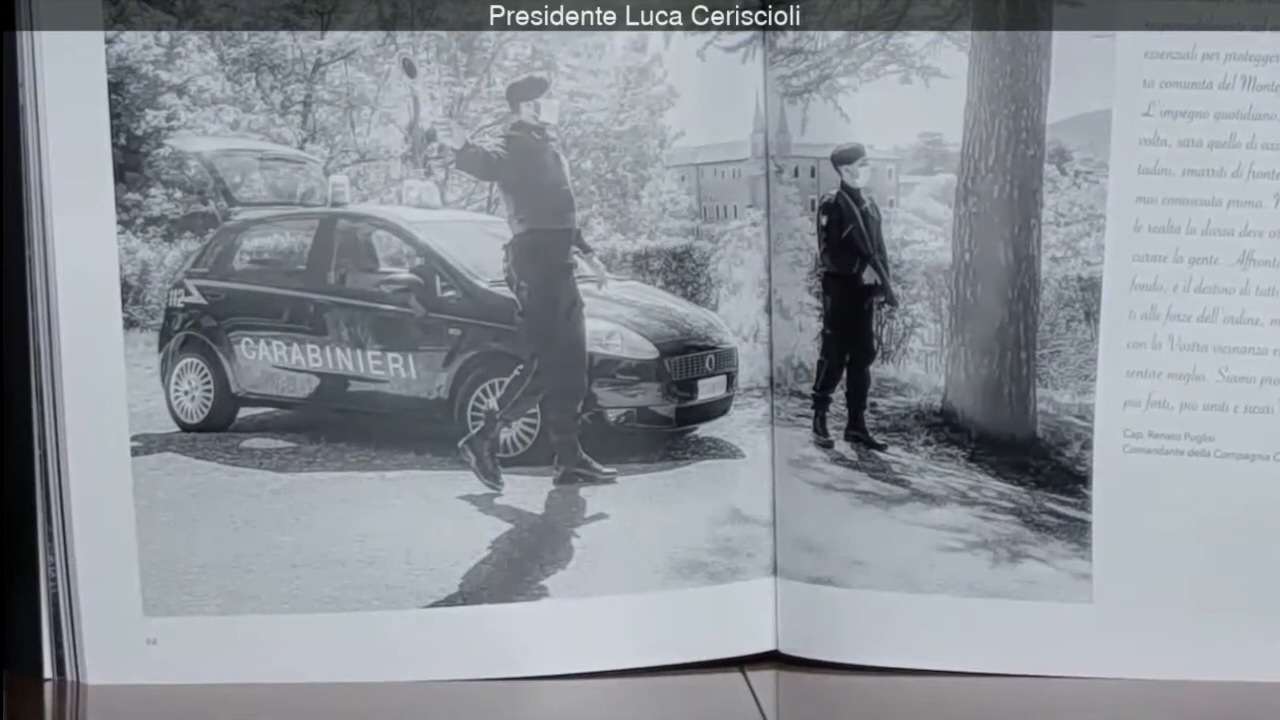 Presidente Luca Ceriscioli
essenziali per protegger
ra comunità del Monte
L'impegno quotidiano,
volta, sarà quello di
tadini, smarriti di fronte
mai conosciuta prima.
le realtà la divisa deve
curare la gente. Affront
fondo, e il destino di tutt
ti alle forze dell'ordine, m
con la Vostra vicinanza e
sentire meglio. Siamo
più forti, più uniti e sicuri
Cap. Renato Puglisi
Comandante della Compagnia C
112
CARABINIERI